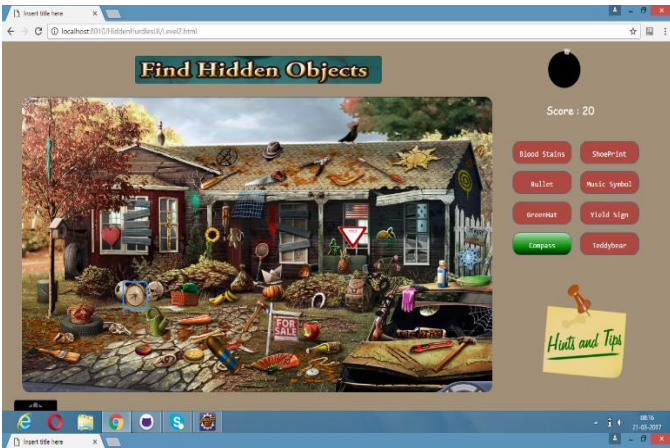 Insert title here
localhost:8010/HiddenHurdlesUI/Level2.html
Find Hidden Objects
Score : 20
Blood Stains ShoePrint
Bullet Music Symbol
GreenHat Yield Sign
Compass Teddybear
FOR
SALE
Hints and Tips
08:16
21-03-2017
Insert title here